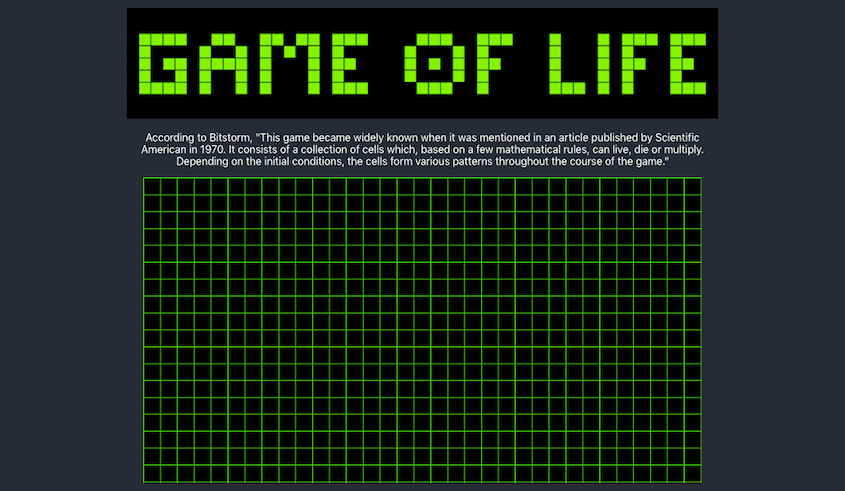 GAME OF LIFE
According to Bitstorm, "This game became widely known when it was mentioned in an article published by Scientific
American in 1970. It consists of a collection of cells which, based on a few mathematical rules, can live, die or multiply.
Depending on the initial conditions, the cells form various patterns throughout the course of the game."